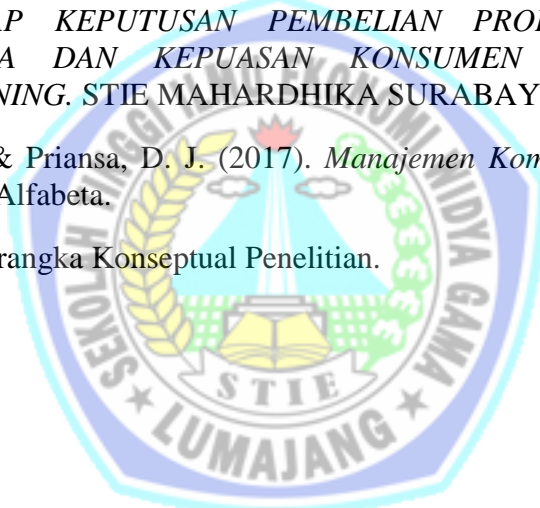 AP KEPUTUSAN PEMBELIAN PRO
A DAN KEPUASAN KONSUMEN
NING. STIE MAHARDHIKA SURABAY
& Priansa, D. J. (2017). Manajemen Kom
Alfabeta.
rangka Konseptual Penelitian.
SEKOLAH TINGGI ILMU EKONOMI WIDYA GAMA
STIE
LUMAJANG